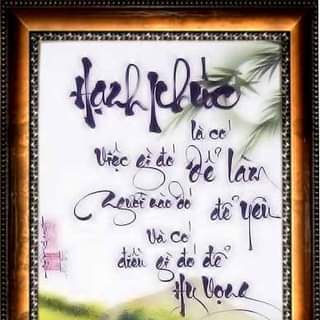 Hạnh phúc
là có
Việc gì đó để làm
Người nào đó để yêu
Và có
điều gì đó để
Hy vọng